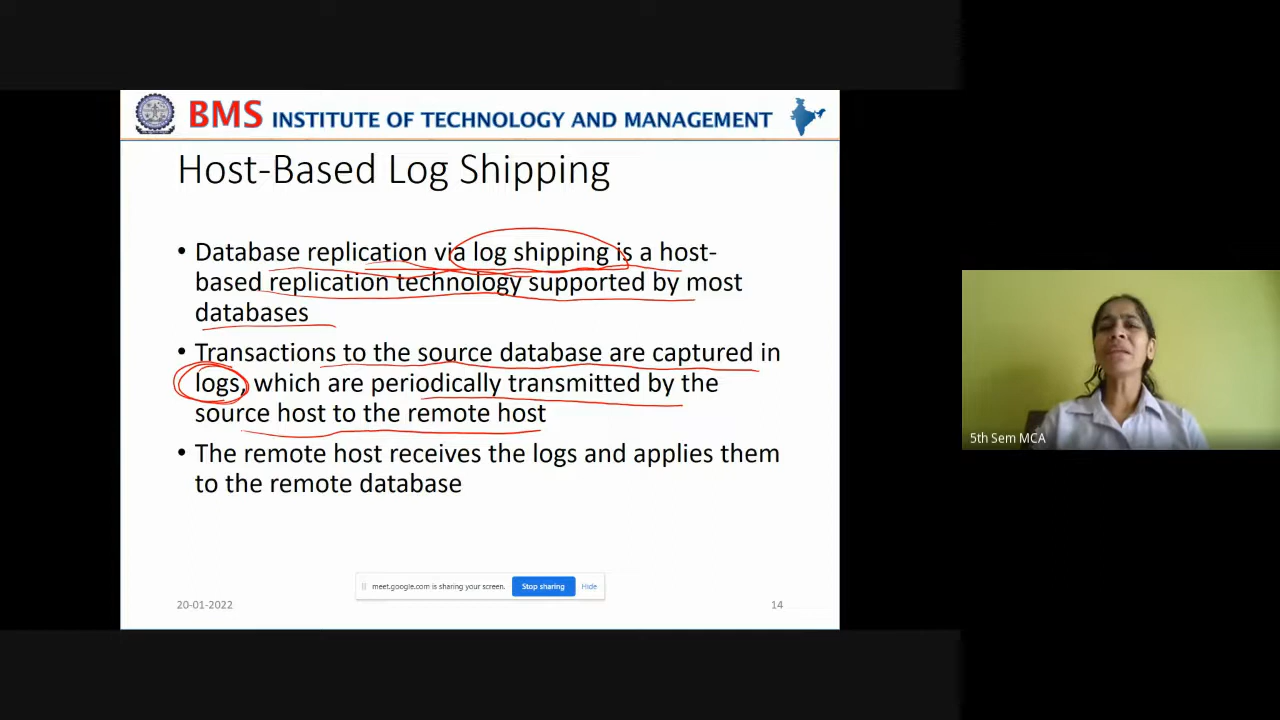 BMS INSTITUTE OF TECHNOLOGY AND MANAGEMENT
Host-Based Log Shipping
• Database replication via log shipping is a host-
based replication technology supported by most
databases
• Transactions to the source database are captured in
logs, which are periodically transmitted by the
source host to the remote host
• The remote host receives the logs and applies them
to the remote database
meet.google.com is sharing your screen. Stop sharing Hide
20-01-2022
14
5th Sem MCA